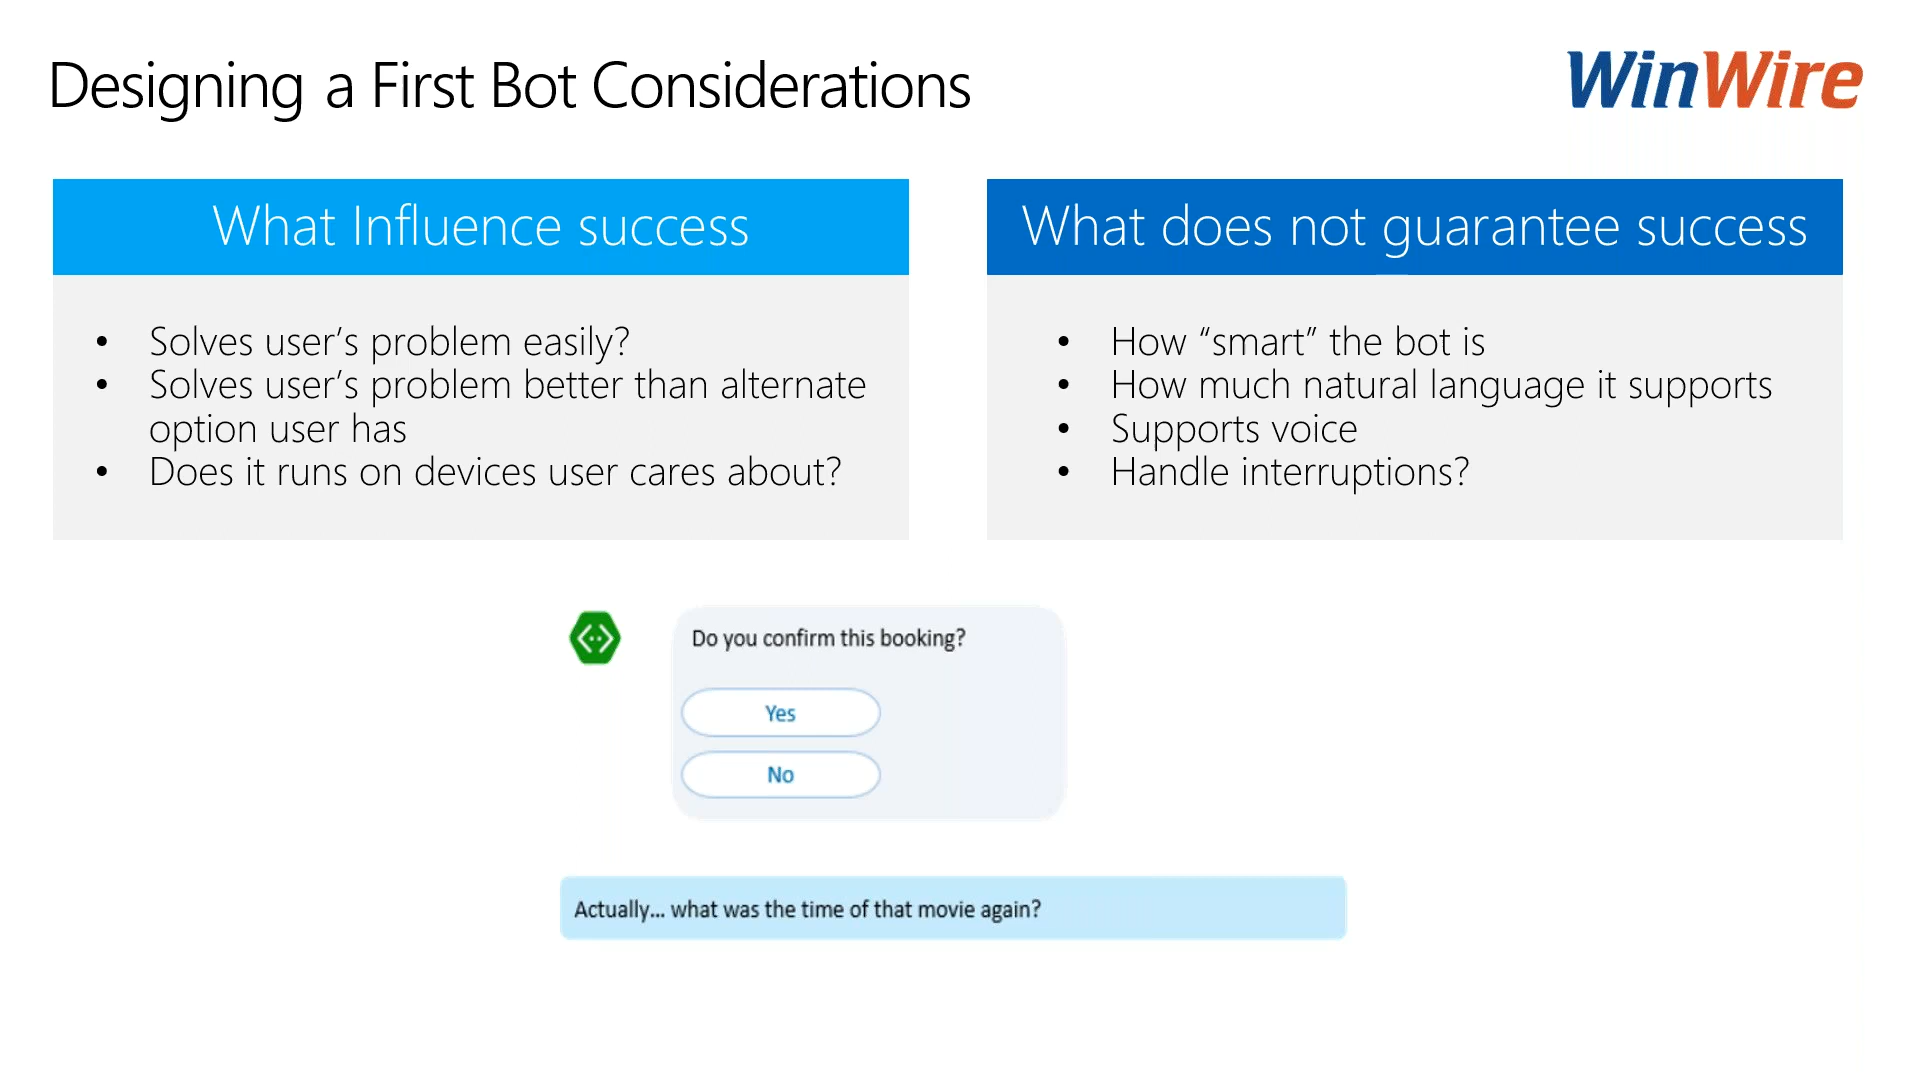 Designing a First Bot Considerations
WinWire
What Influence success
• Solves user’s problem easily?
• Solves user’s problem better than alternate
option user has
• Does it runs on devices user cares about?
What does not guarantee success
• How “smart” the bot is
• How much natural language it supports
• Supports voice
• Handle interruptions?
Do you confirm this booking?
Yes
No
Actually... what was the time of that movie again?